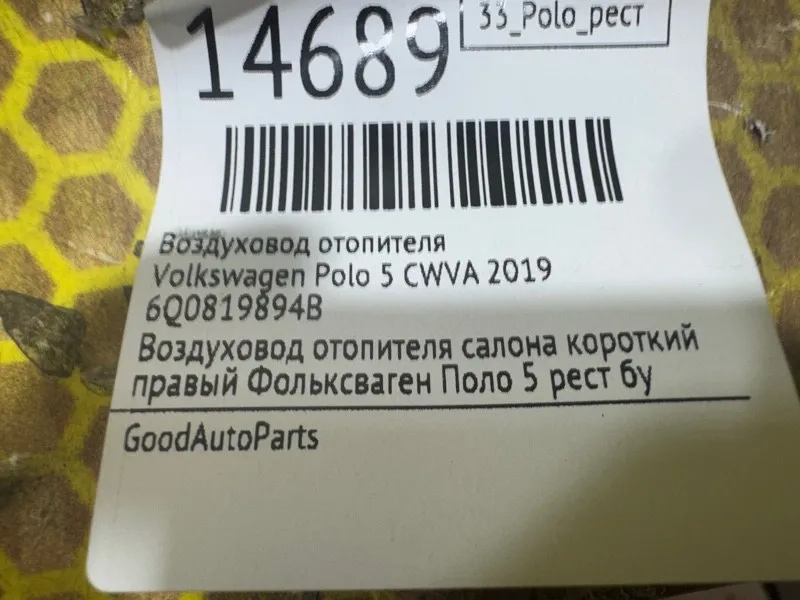 14689
33_Polo_рест
Воздуховод отопителя
Volkswagen Polo 5 CWVA 2019
6Q0819894B
Воздуховод отопителя салона короткий
правый Фольксваген Поло 5 рест бу
GoodAutoParts